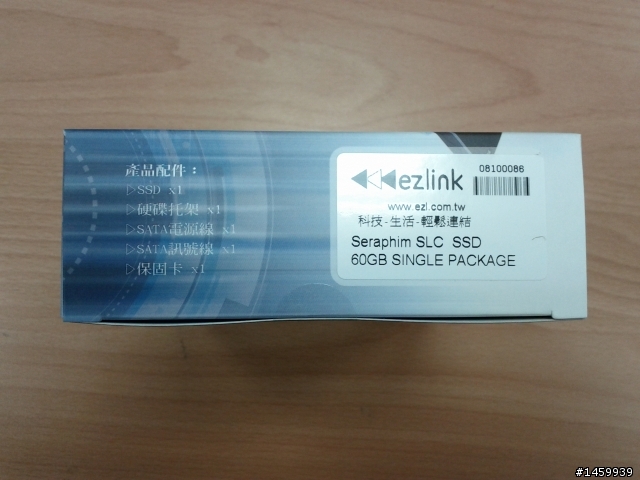 產品配件：
▷SSD x1
▷硬碟托架 x1
▷SATA電源線 x1
▷SATA訊號線 x1
▷保固卡 x1
ezlink
08100086
www.ezl.com.tw
科技-生活-輕鬆連結
Seraphim SLC SSD
60GB SINGLE PACKAGE
#1459939